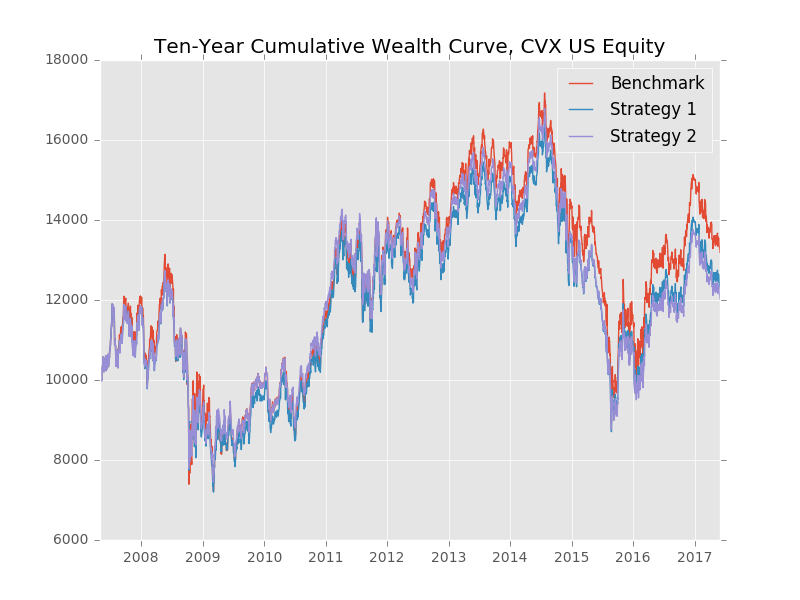 Ten-Year Cumulative Wealth Curve, CVX US Equity
18000
16000
14000
12000
10000
8000
6000
Benchmark
Strategy 1
Strategy 2
2008 2009 2010 2011 2012 2013 2014 2015 2016 2017